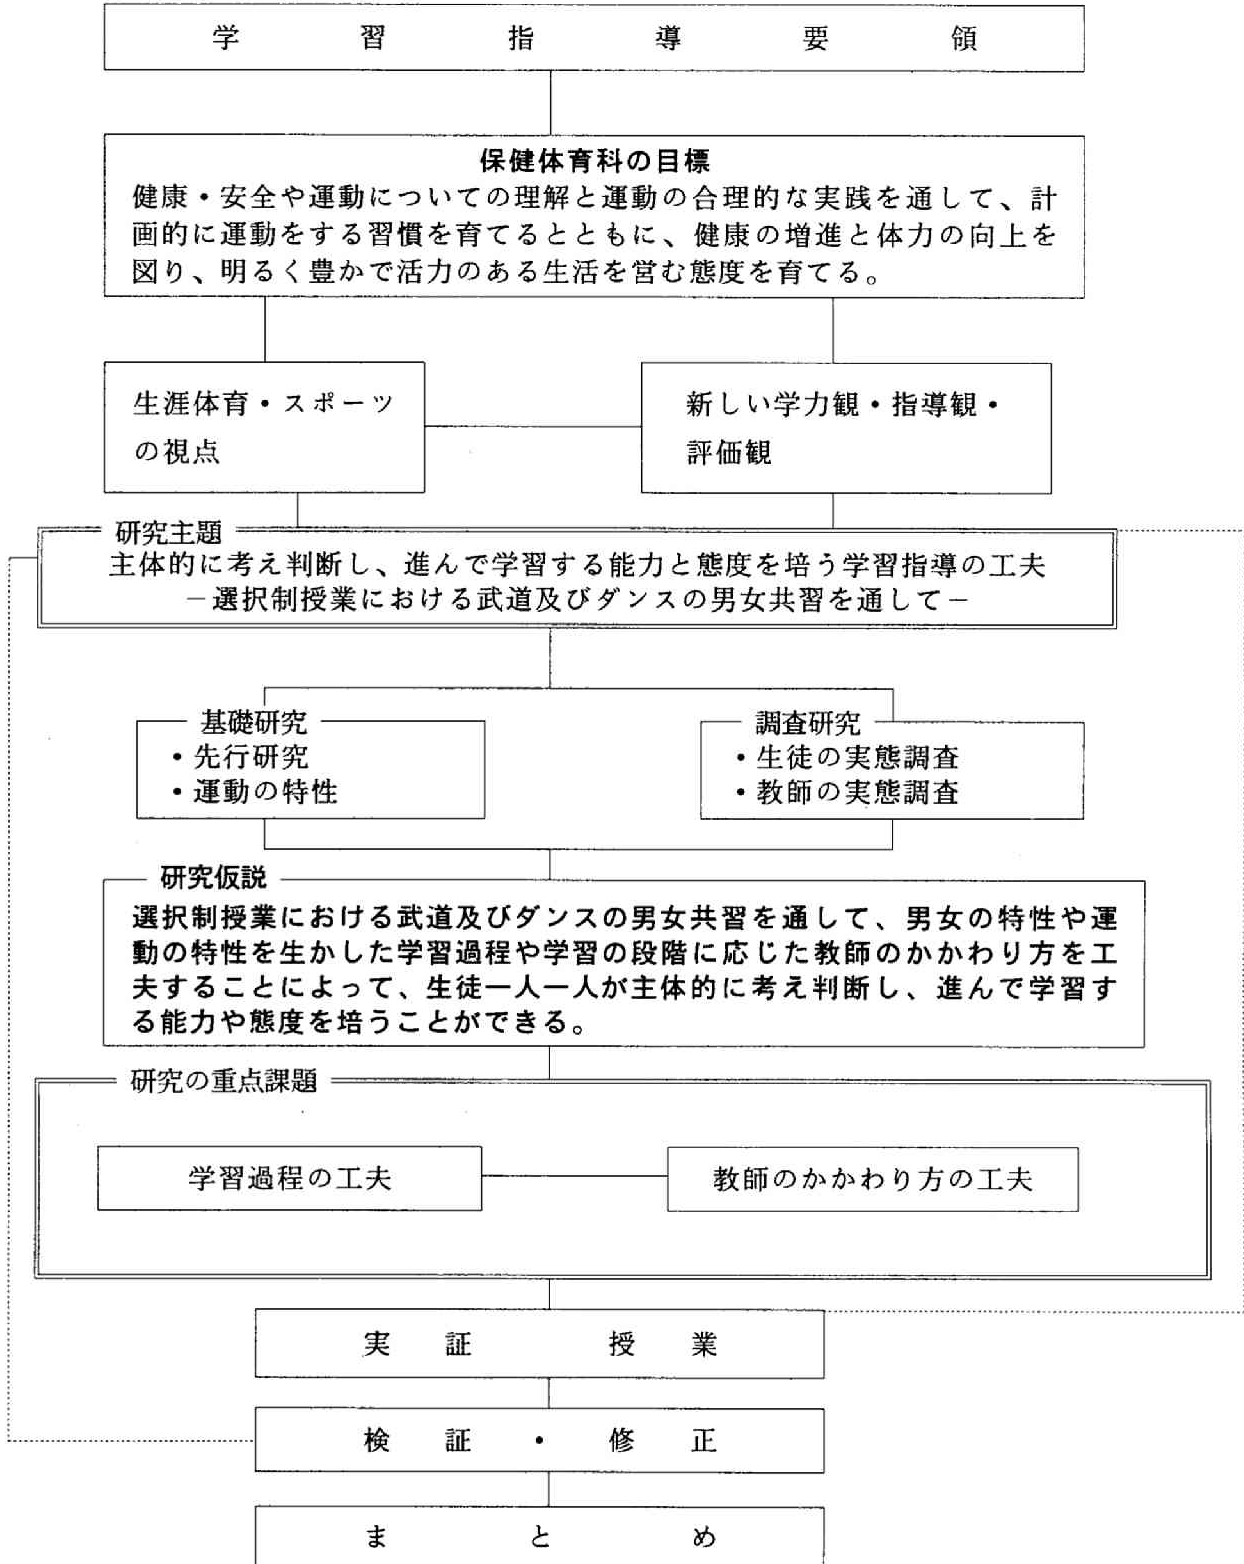 学習指導要領
保健体育科の目標
健康・安全や運動についての理解と運動の合理的な実践を通して、計
画的に運動をする習慣を育てるとともに、健康の増進と体力の向上を
図り、明るく豊かで活力のある生活を営む態度を育てる。
生涯体育・スポーツ
の視点
新しい学力観・指導観・
評価観
研究主題
主体的に考え判断し、進んで学習する能力と態度を培う学習指導の工夫
－選択制授業における武道及びダンスの男女共習を通して－
基礎研究
・先行研究
・運動の特性
調査研究
・生徒の実態調査
・教師の実態調査
研究仮説
選択制授業における武道及びダンスの男女共習を通して、男女の特性や運
動の特性を生かした学習過程や学習の段階に応じた教師のかかわり方を工
夫することによって、生徒一人一人が主体的に考え判断し、進んで学習す
る能力や態度を培うことができる。
研究の重点課題
学習過程の工夫
教師のかかわり方の工夫
実証授業
検証・修正
まとめ